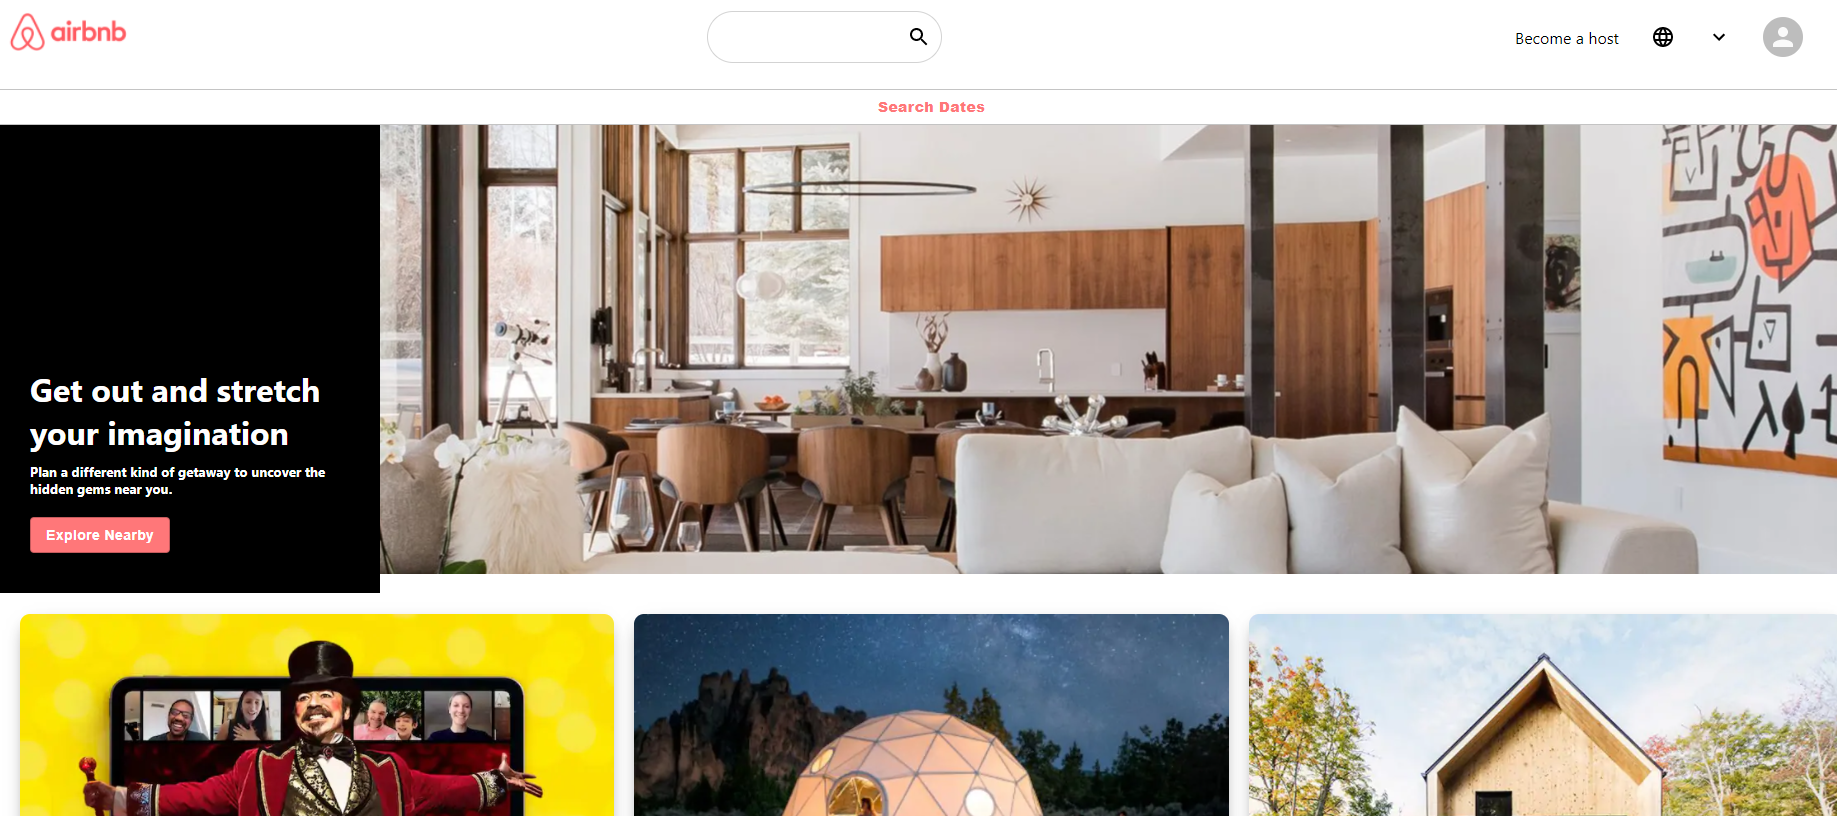 airbnb
Become a host
Search Dates
Get out and stretch
your imagination
Plan a different kind of getaway to uncover the
hidden gems near you.
Explore Nearby